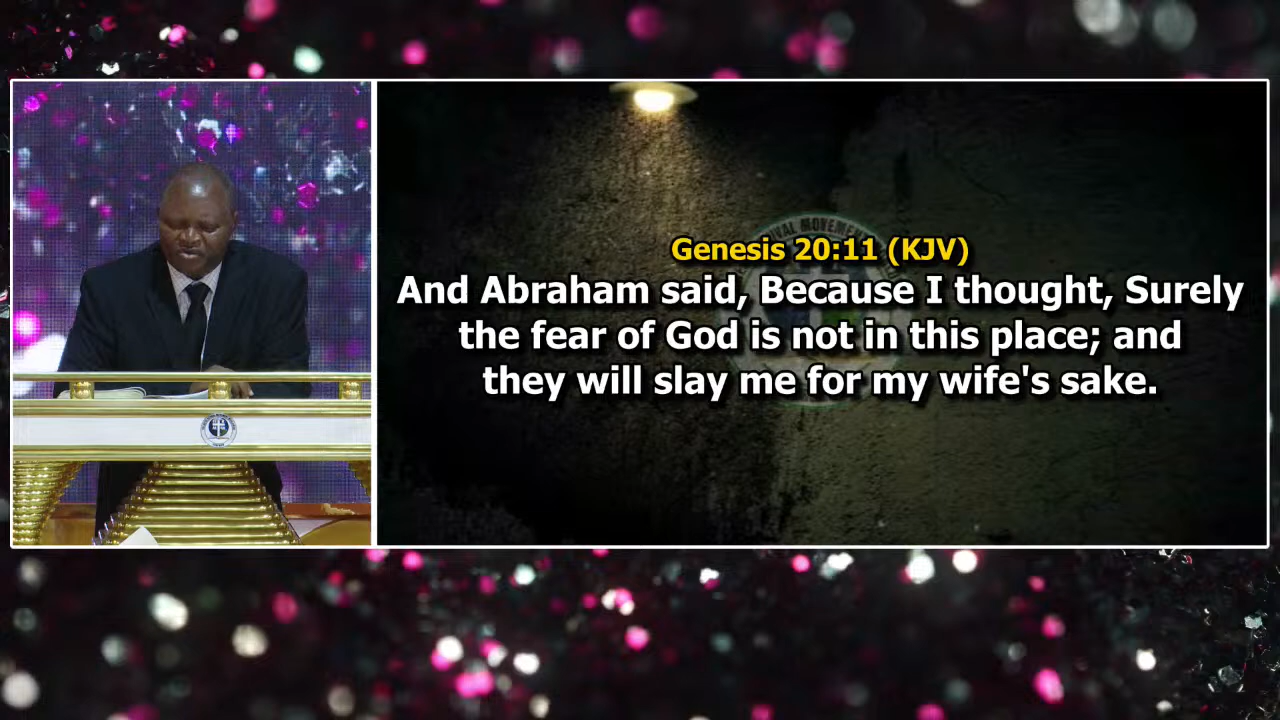 Genesis 20:11 (KJV)
And Abraham said, Because I thought, Surely
the fear of God is not in this place; and
they will slay me for my wife's sake.